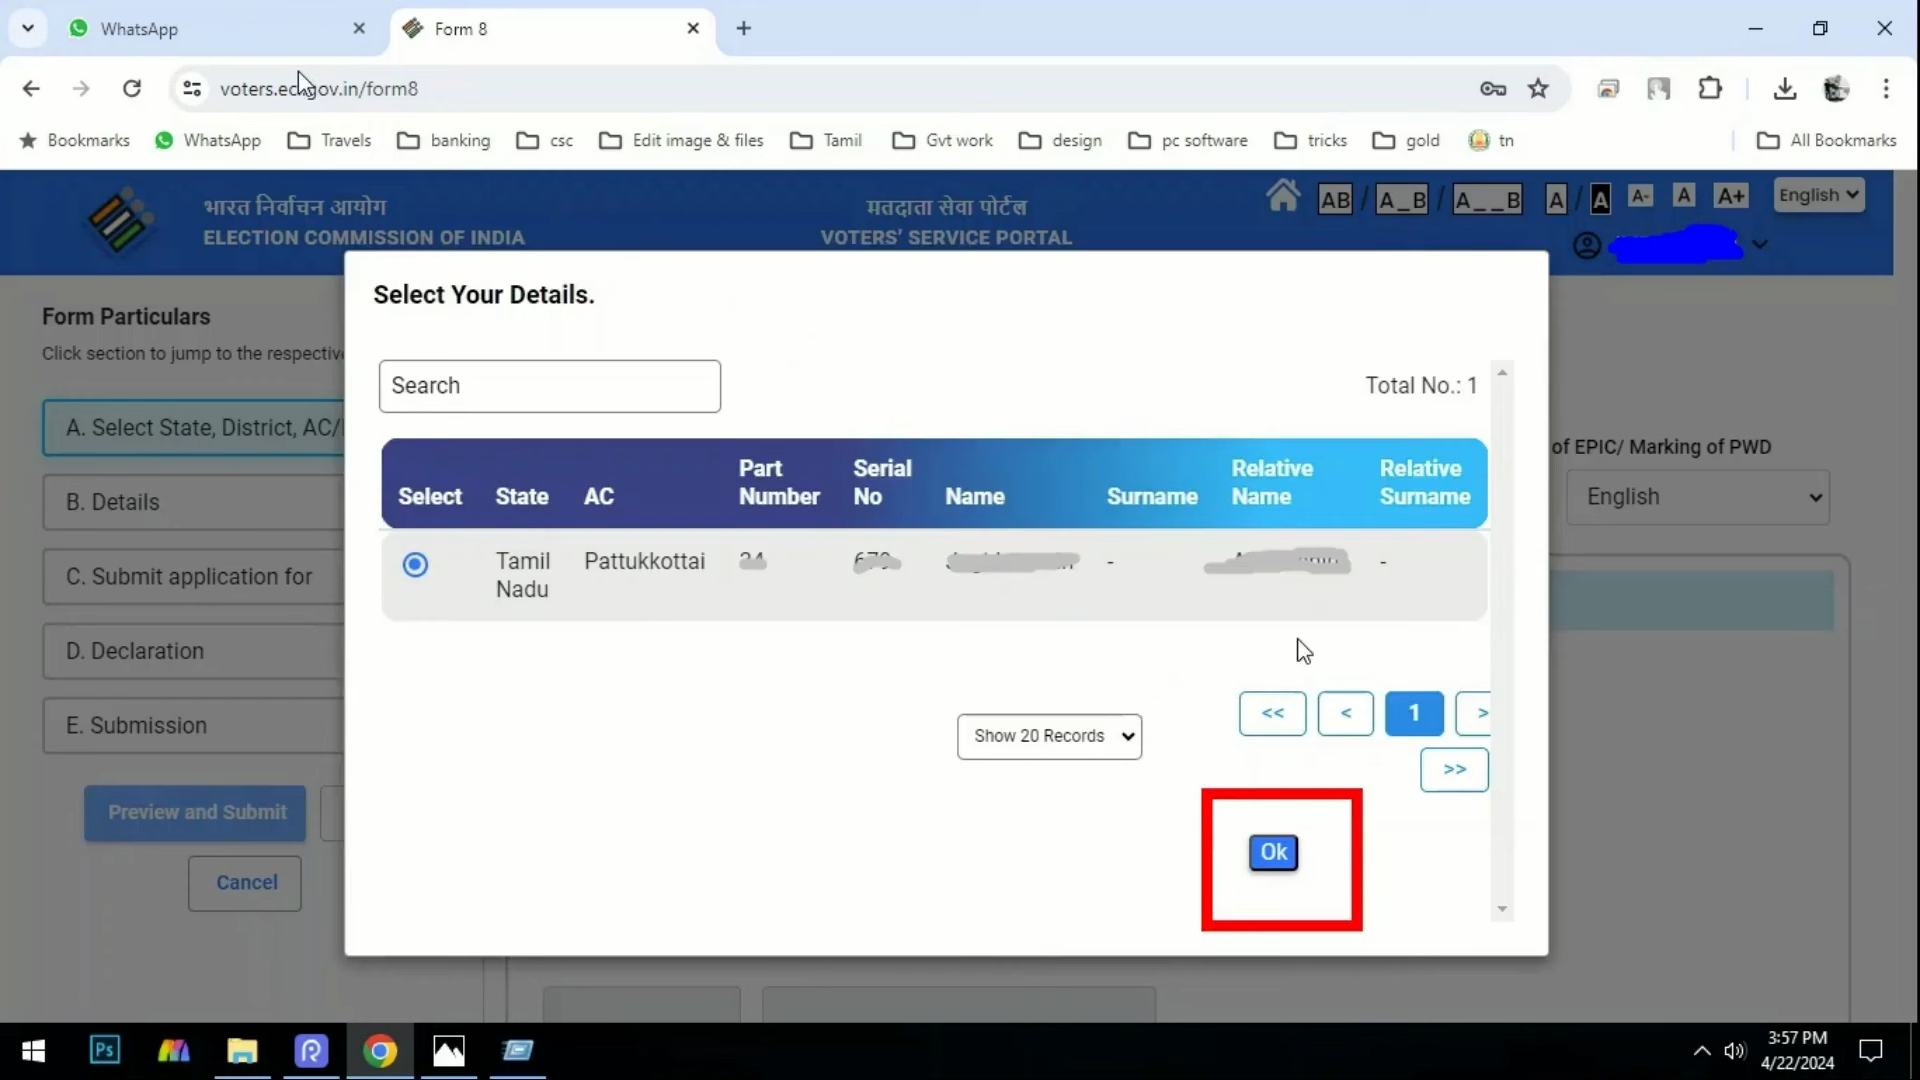 WhatsApp
Form 8
voters.eci.gov.in/form8
Bookmarks
WhatsApp
Travels
banking
csc
Edit image & files
Tamil
Gvt work
design
pc software
tricks
gold
tn
All Bookmarks
भारत निर्वाचन आयोग
ELECTION COMMISSION OF INDIA
मतदाता सेवा पोर्टल
VOTERS' SERVICE PORTAL
AB / A_B / A__B A / A A- A A+
English
Form Particulars
Click section to jump to the respective
A. Select State, District, AC/
B. Details
C. Submit application for
D. Declaration
E. Submission
Preview and Submit
Cancel
Select Your Details.
Search
Total No.: 1
Select State AC Part Number Serial No Name Surname Relative Name Relative Surname
Tamil Nadu Pattukkottai - -
Show 20 Records
<< < 1 >
>>
Ok
of EPIC/ Marking of PWD
English
Ps
3:57 PM
4/22/2024